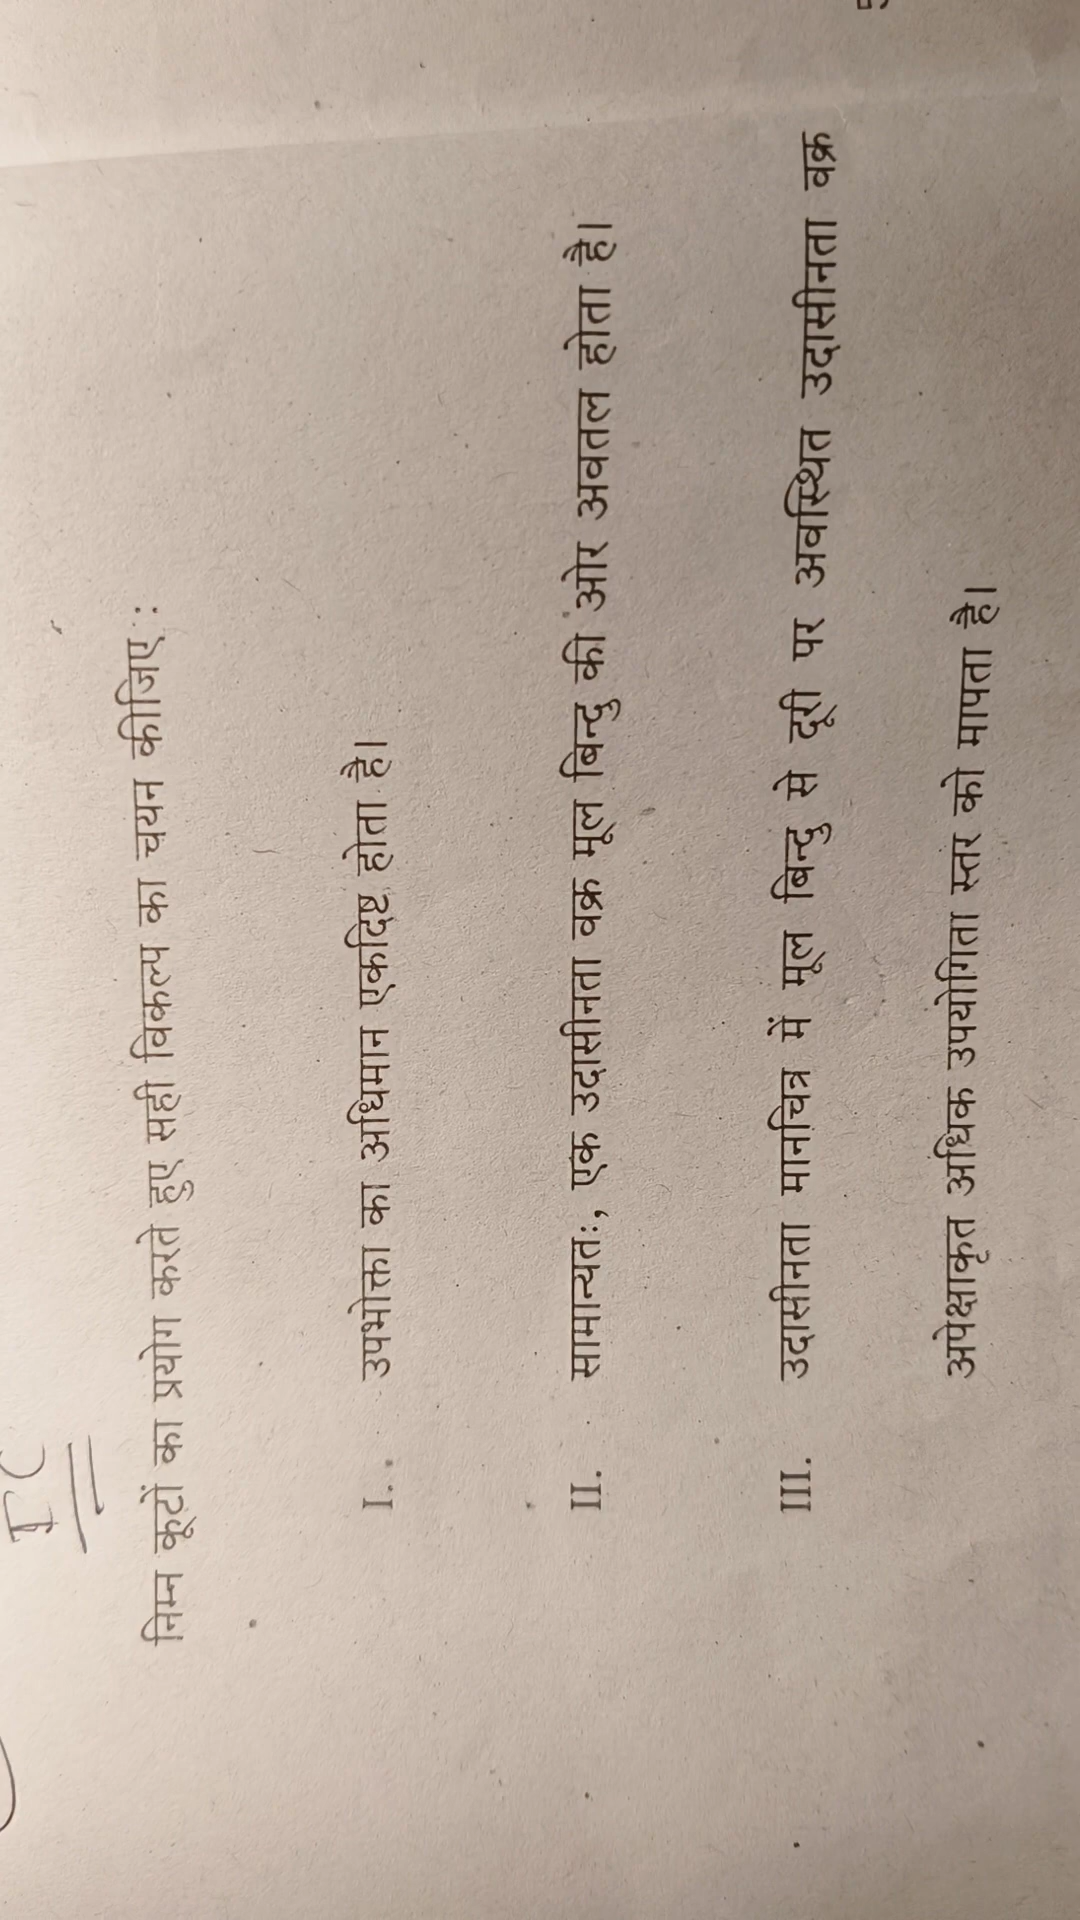 निम्न कूटों का प्रयोग करते हुए सही विकल्प का चयन कीजिए :
I. उपभोक्ता का अधिमान एकदिष्ट होता है।
II. सामान्यतः, एक उदासीनता वक्र मूल बिन्दु की ओर अवतल होता है।
III. उदासीनता मानचित्र में मूल बिन्दु से दूरी पर अवस्थित उदासीनता वक्र
अपेक्षाकृत अधिक उपयोगिता स्तर को मापता है।